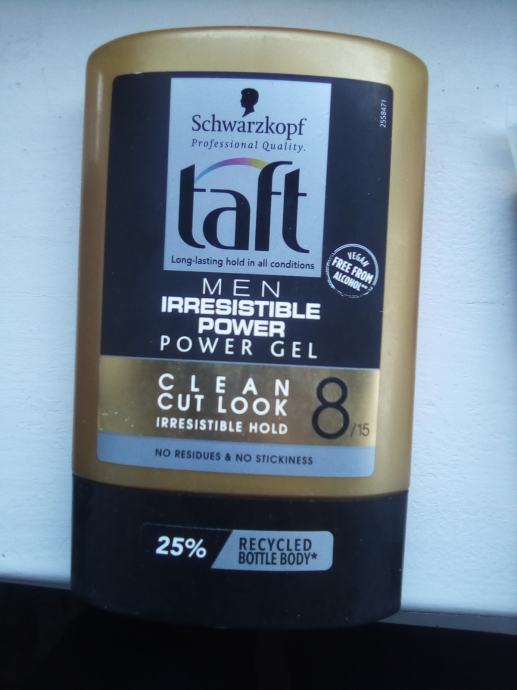 Schwarzkopf
Professional Quality.
taft
Long-lasting hold in all conditions
2558471
VEGAN
FREE FROM
ALCOHOL**
MEN
IRRESISTIBLE
POWER
POWER GEL
CLEAN
CUT LOOK
IRRESISTIBLE HOLD
8/15
NO RESIDUES & NO STICKINESS
25%
RECYCLED
BOTTLE BODY*